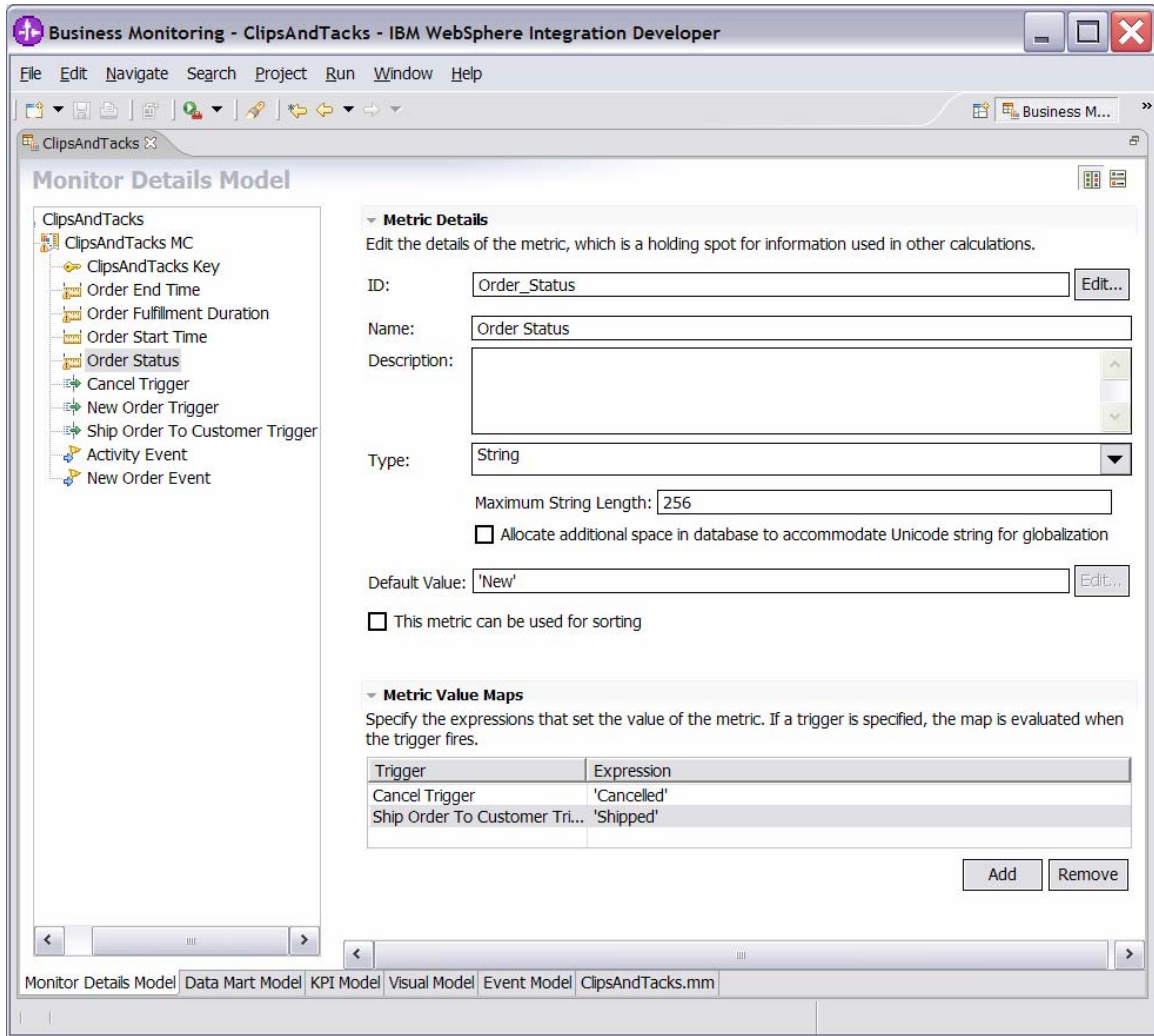 Business Monitoring - ClipsAndTacks - IBM WebSphere Integration Developer
File Edit Navigate Search Project Run Window Help
Business M... »
ClipsAndTacks
Monitor Details Model
ClipsAndTacks
ClipsAndTacks MC
ClipsAndTacks Key
Order End Time
Order Fulfillment Duration
Order Start Time
Order Status
Cancel Trigger
New Order Trigger
Ship Order To Customer Trigger
Activity Event
New Order Event
Metric Details
Edit the details of the metric, which is a holding spot for information used in other calculations.
ID: Order_Status Edit...
Name: Order Status
Description:
Type: String
Maximum String Length: 256
Allocate additional space in database to accommodate Unicode string for globalization
Default Value: 'New' Edit...
This metric can be used for sorting
Metric Value Maps
Specify the expressions that set the value of the metric. If a trigger is specified, the map is evaluated when
the trigger fires.
Trigger Expression
Cancel Trigger 'Cancelled'
Ship Order To Customer Tri... 'Shipped'
Add Remove
Monitor Details Model Data Mart Model KPI Model Visual Model Event Model ClipsAndTacks.mm